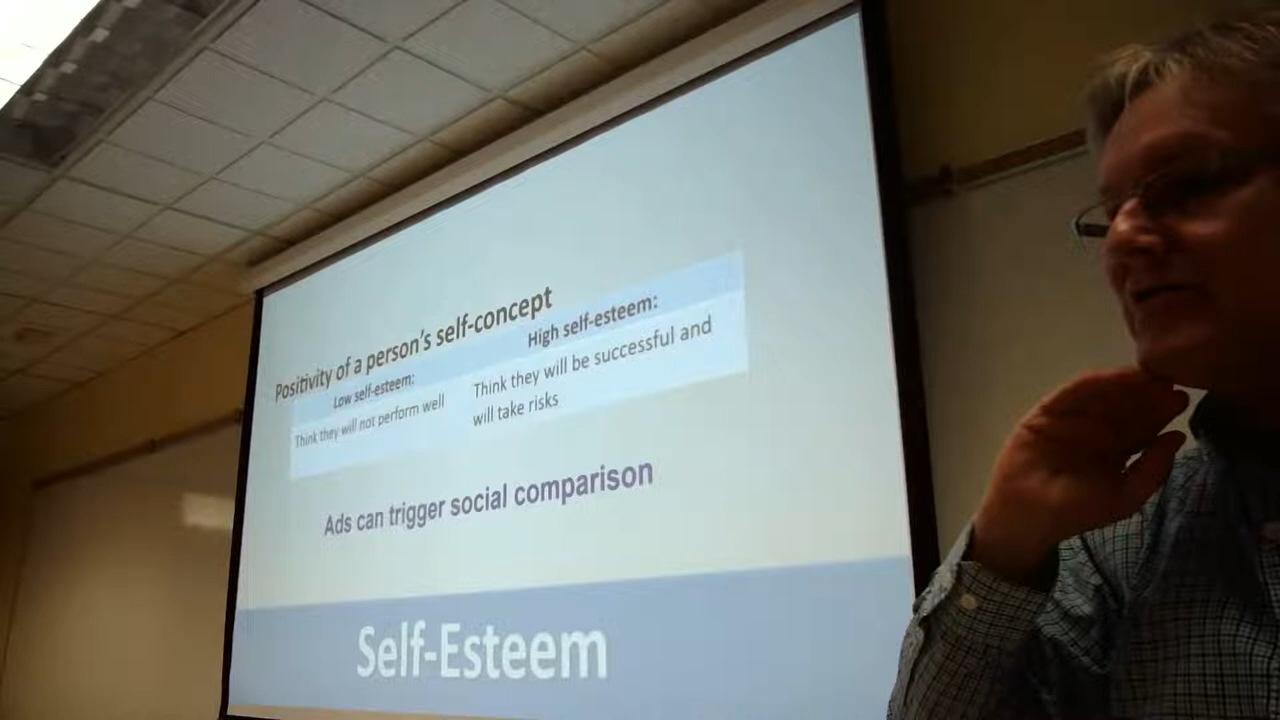 Positivity of a person's self-concept
Low self-esteem:
High self-esteem:
Think they will not perform well
Think they will be successful and
will take risks
Ads can trigger social comparison
Self-Esteem